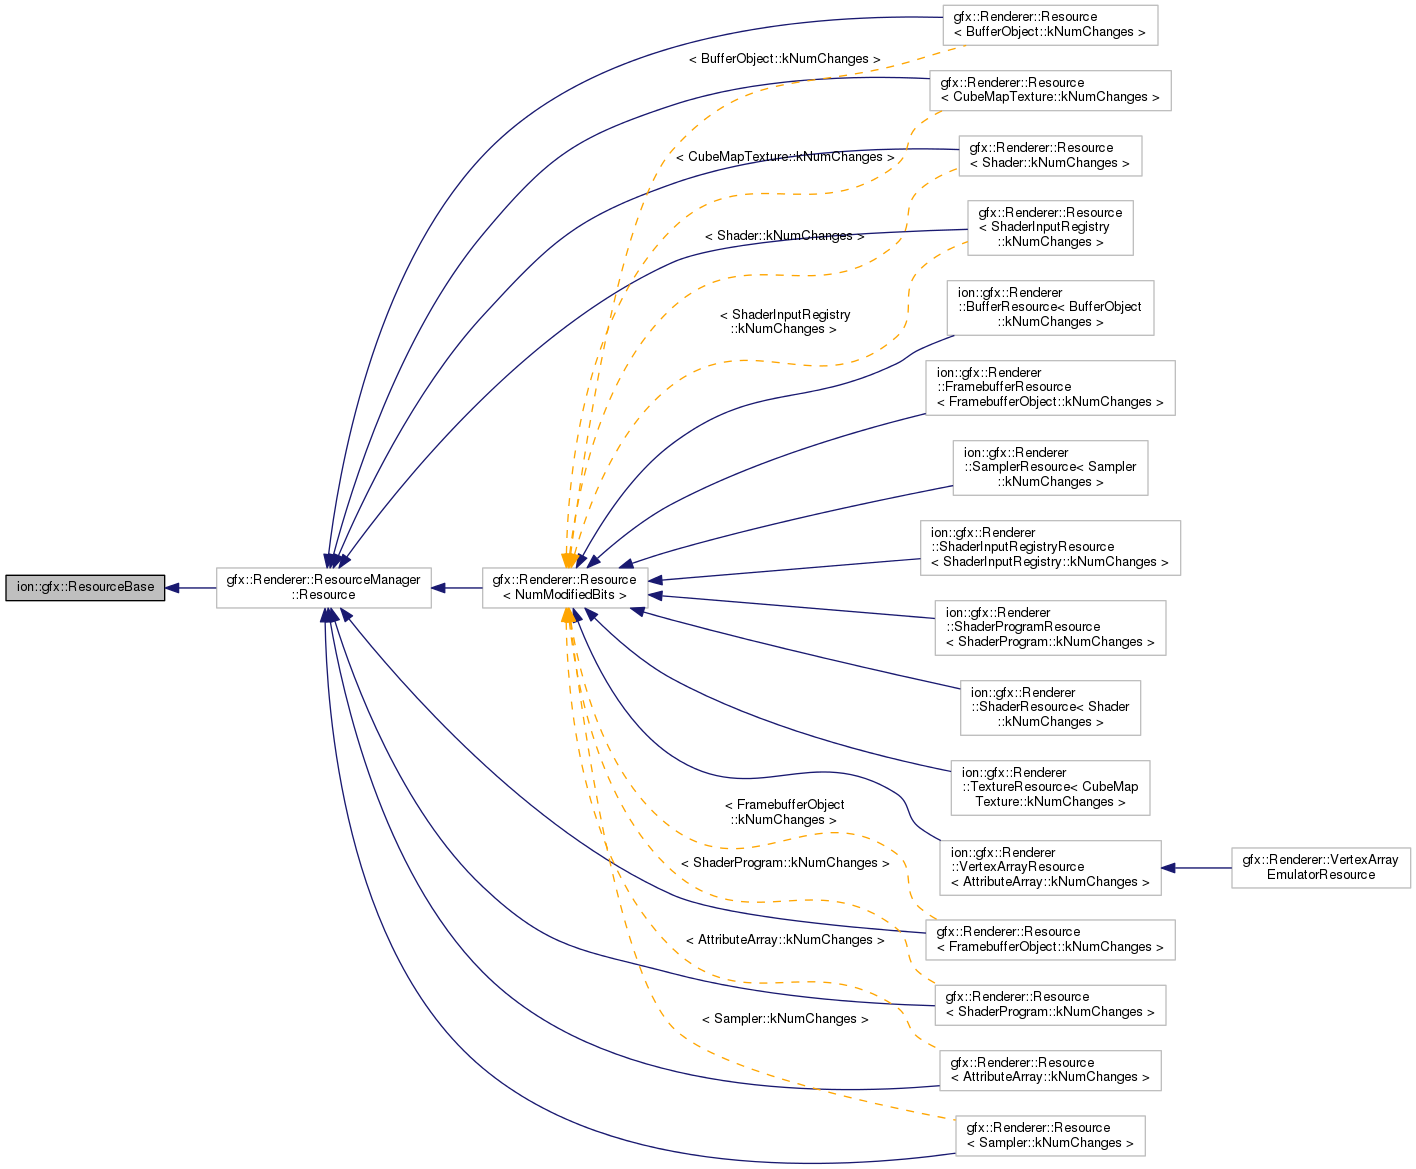 ion::gfx::ResourceBase
gfx::Renderer::ResourceManager
::Resource
gfx::Renderer::Resource
< NumModifiedBits >
< BufferObject::kNumChanges >
< CubeMapTexture::kNumChanges >
< Shader::kNumChanges >
< ShaderInputRegistry
::kNumChanges >
< FramebufferObject
::kNumChanges >
< ShaderProgram::kNumChanges >
< AttributeArray::kNumChanges >
< Sampler::kNumChanges >
gfx::Renderer::Resource
< BufferObject::kNumChanges >
gfx::Renderer::Resource
< CubeMapTexture::kNumChanges >
gfx::Renderer::Resource
< Shader::kNumChanges >
gfx::Renderer::Resource
< ShaderInputRegistry
::kNumChanges >
ion::gfx::Renderer
::BufferResource< BufferObject
::kNumChanges >
ion::gfx::Renderer
::FramebufferResource
< FramebufferObject::kNumChanges >
ion::gfx::Renderer
::SamplerResource< Sampler
::kNumChanges >
ion::gfx::Renderer
::ShaderInputRegistryResource
< ShaderInputRegistry::kNumChanges >
ion::gfx::Renderer
::ShaderProgramResource
< ShaderProgram::kNumChanges >
ion::gfx::Renderer
::ShaderResource< Shader
::kNumChanges >
ion::gfx::Renderer
::TextureResource< CubeMap
Texture::kNumChanges >
ion::gfx::Renderer
::VertexArrayResource
< AttributeArray::kNumChanges >
gfx::Renderer::VertexArray
EmulatorResource
gfx::Renderer::Resource
< FramebufferObject::kNumChanges >
gfx::Renderer::Resource
< ShaderProgram::kNumChanges >
gfx::Renderer::Resource
< AttributeArray::kNumChanges >
gfx::Renderer::Resource
< Sampler::kNumChanges >